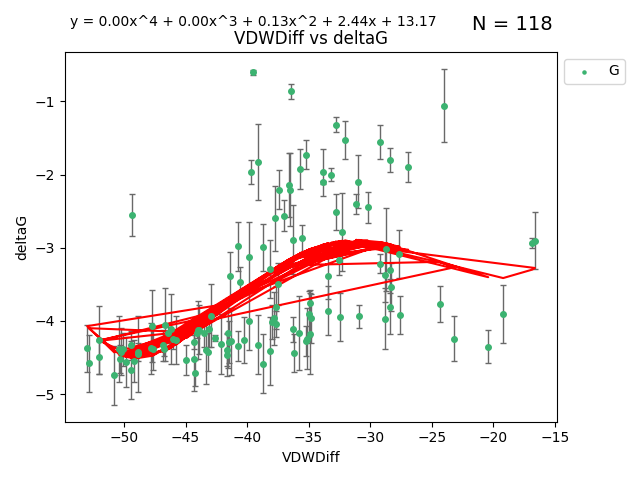 y = 0.00x^4 + 0.00x^3 + 0.13x^2 + 2.44x + 13.17
N = 118
VDWDiff vs deltaG
G
−1
−2
−3
−4
−5
deltaG
−50 −45 −40 −35 −30 −25 −20 −15
VDWDiff